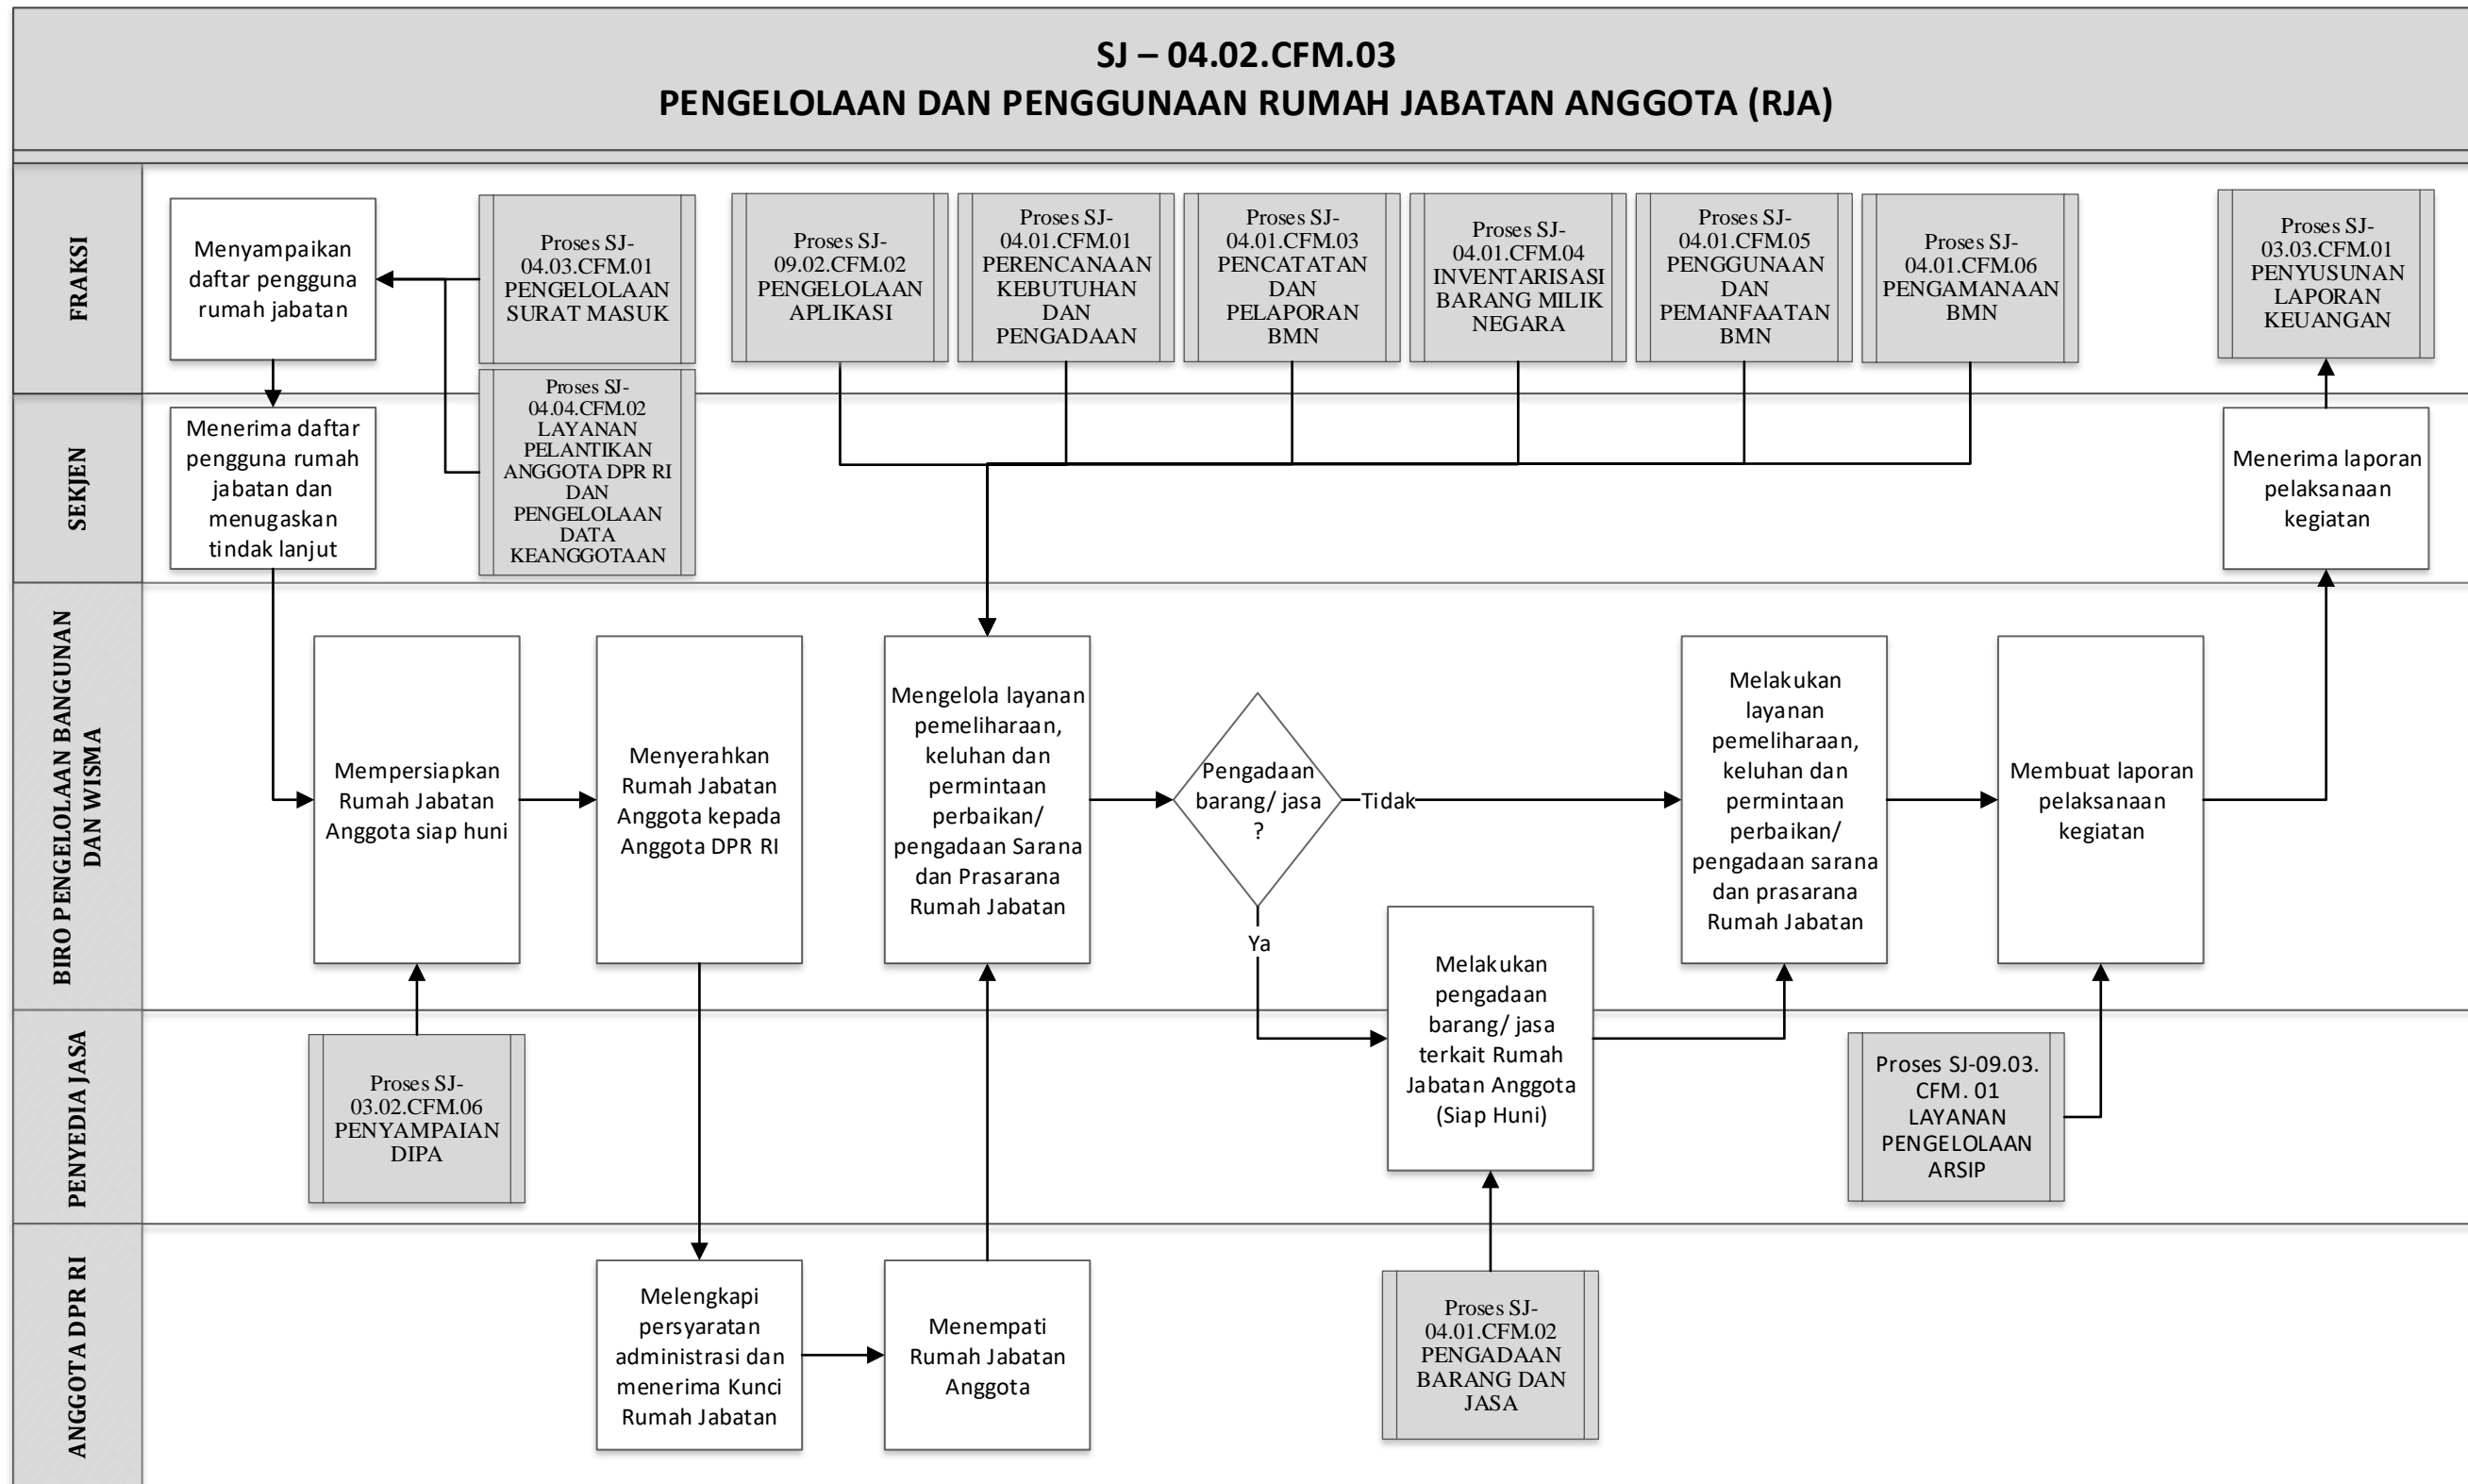 SJ – 04.02.CFM.03
PENGELOLAAN DAN PENGGUNAAN RUMAH JABATAN ANGGOTA (RJA)
FRAKSI
Menyampaikan
daftar pengguna
rumah jabatan
Proses SJ-
04.03.CFM.01
PENGELOLAAN
SURAT MASUK
Proses SJ-
09.02.CFM.02
PENGELOLAAN
APLIKASI
Proses SJ-
04.01.CFM.01
PERENCANAAN
KEBUTUHAN
DAN
PENGADAAN
Proses SJ-
04.01.CFM.03
PENCATATAN
DAN
PELAPORAN
BMN
Proses SJ-
04.01.CFM.04
INVENTARISASI
BARANG MILIK
NEGARA
Proses SJ-
04.01.CFM.05
PENGGUNAAN
DAN
PEMANFAATAN
BMN
Proses SJ-
04.01.CFM.06
PENGAMANAAN
BMN
Proses SJ-
03.03.CFM.01
PENYUSUNAN
LAPORAN
KEUANGAN
SEKJEN
Menerima daftar
pengguna rumah
jabatan dan
menugaskan
tindak lanjut
Proses SJ-
04.04.CFM.02
LAYANAN
PELANTIKAN
ANGGOTA DPR RI
DAN
PENGELOLAAN
DATA
KEANGGOTAAN
Menerima laporan
pelaksanaan
kegiatan
BIRO PENGELOLAAN BANGUNAN
DAN WISMA
Mempersiapkan
Rumah Jabatan
Anggota siap huni
Menyerahkan
Rumah Jabatan
Anggota kepada
Anggota DPR RI
Mengelola layanan
pemeliharaan,
keluhan dan
permintaan
perbaikan/
pengadaan Sarana
dan Prasarana
Rumah Jabatan
Pengadaan
barang/ jasa
?
Tidak
Ya
Melakukan
layanan
pemeliharaan,
keluhan dan
permintaan
perbaikan/
pengadaan sarana
dan prasarana
Rumah Jabatan
Membuat laporan
pelaksanaan
kegiatan
PENYEDIA JASA
Proses SJ-
03.02.CFM.06
PENYAMPAIAN
DIPA
Melakukan
pengadaan
barang/ jasa
terkait Rumah
Jabatan Anggota
(Siap Huni)
Proses SJ-09.03.
CFM. 01
LAYANAN
PENGELOLAAN
ARSIP
ANGGOTA DPR RI
Melengkapi
persyaratan
administrasi dan
menerima Kunci
Rumah Jabatan
Menempati
Rumah Jabatan
Anggota
Proses SJ-
04.01.CFM.02
PENGADAAN
BARANG DAN
JASA